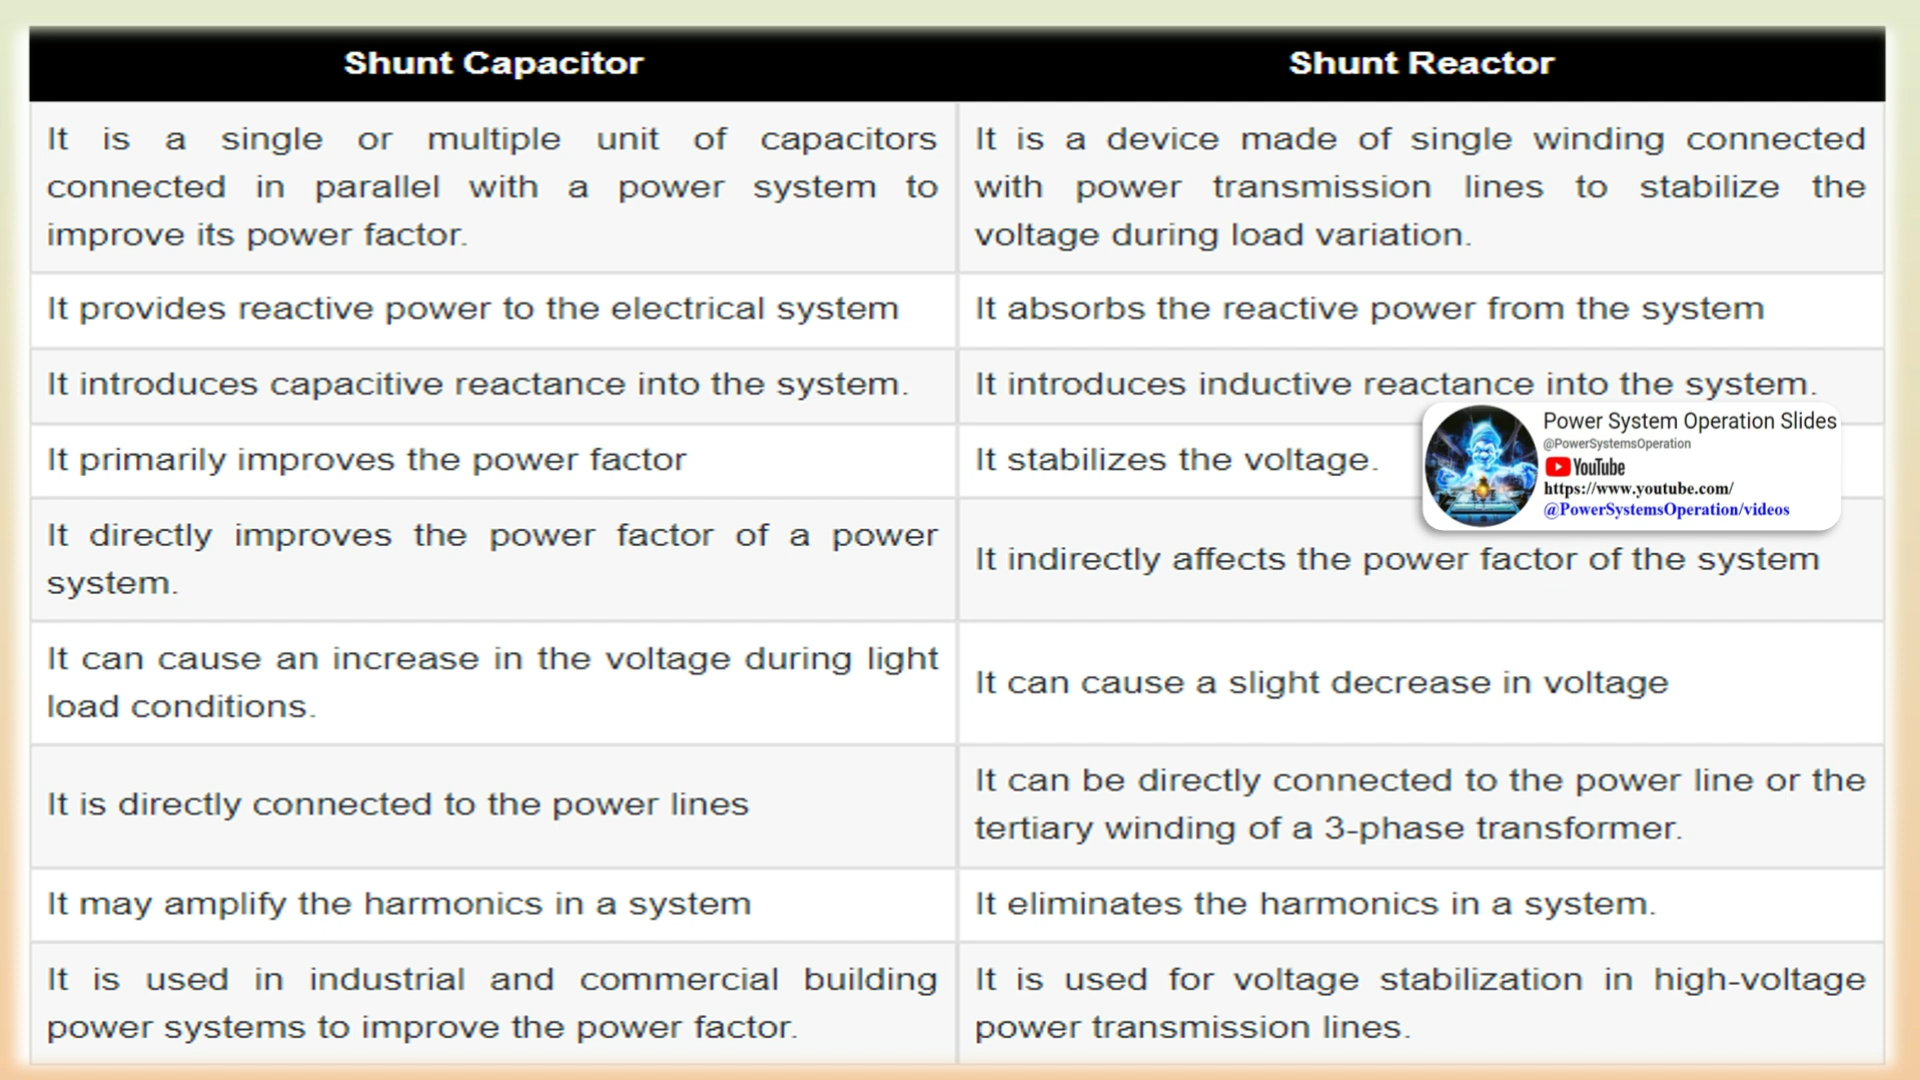 Shunt Capacitor
Shunt Reactor
It is a single or multiple unit of capacitors
connected in parallel with a power system to
improve its power factor.
It is a device made of single winding connected
with power transmission lines to stabilize the
voltage during load variation.
It provides reactive power to the electrical system
It absorbs the reactive power from the system
It introduces capacitive reactance into the system.
It introduces inductive reactance into the system.
It primarily improves the power factor
It stabilizes the voltage.
Power System Operation Slides
@PowerSystemsOperation
YouTube
https://www.youtube.com/
@PowerSystemsOperation/videos
It directly improves the power factor of a power
system.
It indirectly affects the power factor of the system
It can cause an increase in the voltage during light
load conditions.
It can cause a slight decrease in voltage
It is directly connected to the power lines
It can be directly connected to the power line or the
tertiary winding of a 3-phase transformer.
It may amplify the harmonics in a system
It eliminates the harmonics in a system.
It is used in industrial and commercial building
power systems to improve the power factor.
It is used for voltage stabilization in high-voltage
power transmission lines.